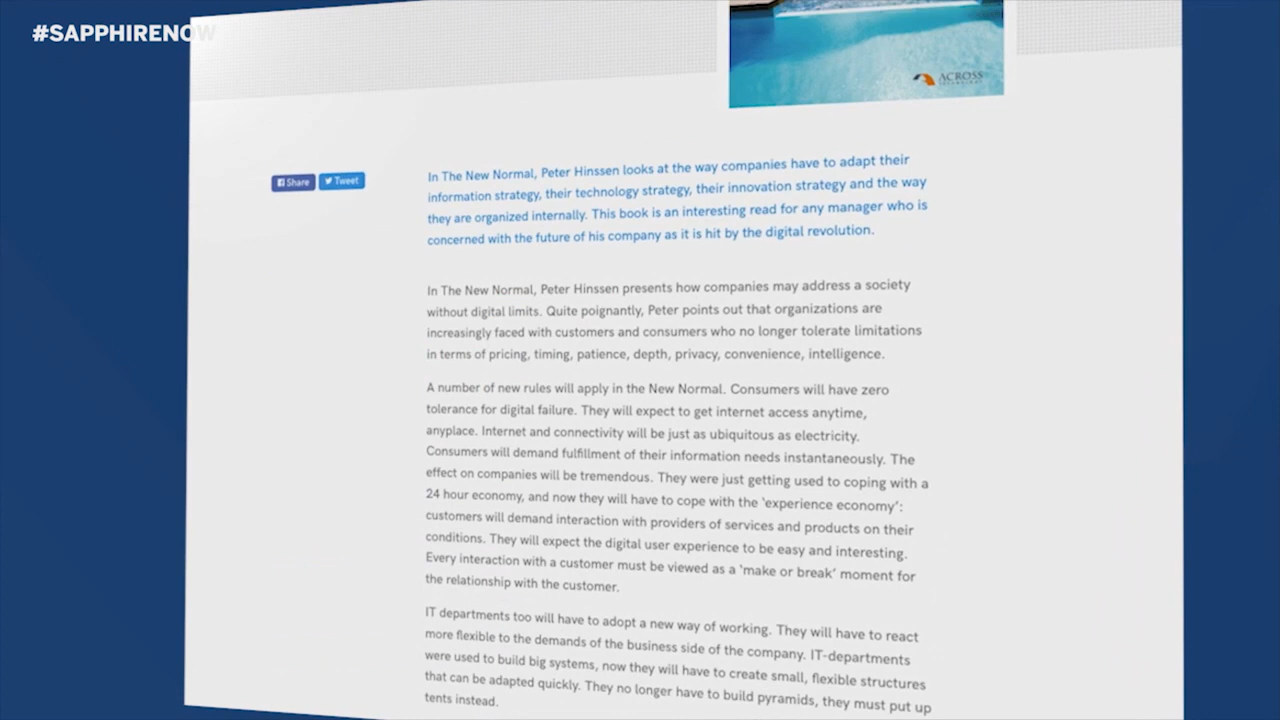 #SAPPHIRENOW
ACROSS
Share
Tweet
In The New Normal, Peter Hinssen looks at the way companies have to adapt their
information strategy, their technology strategy, their innovation strategy and the way
they are organized internally. This book is an interesting read for any manager who is
concerned with the future of his company as it is hit by the digital revolution.
In The New Normal, Peter Hinssen presents how companies may address a society
without digital limits. Quite poignantly, Peter points out that organizations are
increasingly faced with customers and consumers who no longer tolerate limitations
in terms of pricing, timing, patience, depth, privacy, convenience, intelligence.
A number of new rules will apply in the New Normal. Consumers will have zero
tolerance for digital failure. They will expect to get internet access anytime,
anyplace. Internet and connectivity will be just as ubiquitous as electricity.
Consumers will demand fulfillment of their information needs instantaneously. The
effect on companies will be tremendous. They were just getting used to coping with a
24 hour economy, and now they will have to cope with the ‘experience economy’:
customers will demand interaction with providers of services and products on their
conditions. They will expect the digital user experience to be easy and interesting.
Every interaction with a customer must be viewed as a ‘make or break’ moment for
the relationship with the customer.
IT departments too will have to adopt a new way of working. They will have to react
more flexible to the demands of the business side of the company. IT-departments
were used to build big systems, now they will have to create small, flexible structures
that can be adapted quickly. They no longer have to build pyramids, they must put up
tents instead.